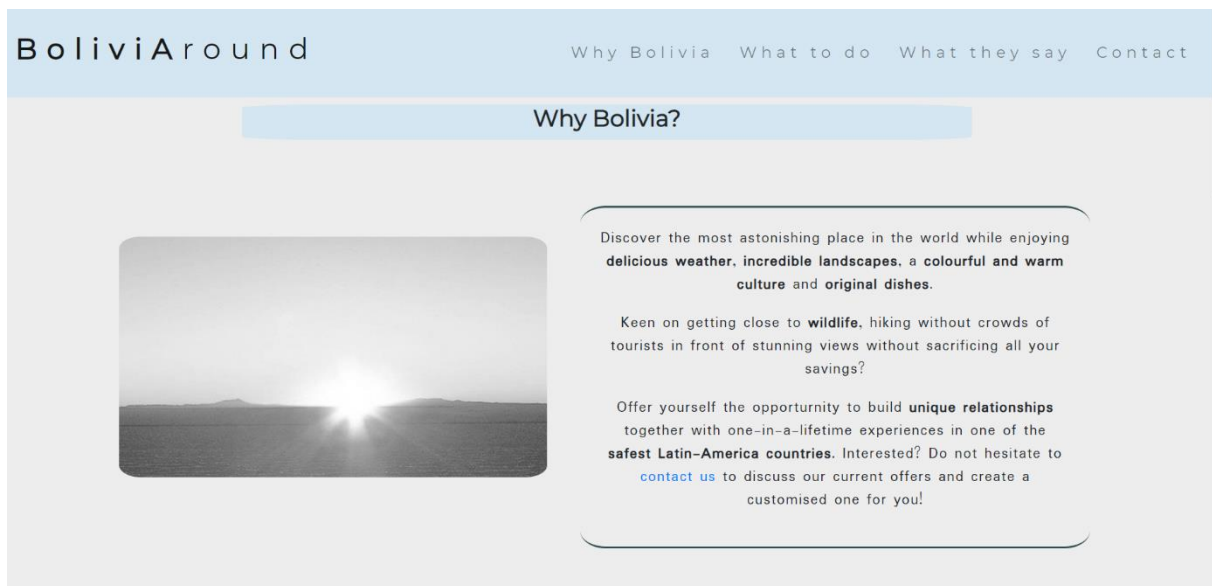 BoliviAround
Why Bolivia What to do What they say Contact
Why Bolivia?
Discover the most astonishing place in the world while enjoying
delicious weather, incredible landscapes, a colourful and warm
culture and original dishes.
Keen on getting close to wildlife, hiking without crowds of
tourists in front of stunning views without sacrificing all your
savings?
Offer yourself the opporturnity to build unique relationships
together with one-in-a-lifetime experiences in one of the
safest Latin-America countries. Interested? Do not hesitate to
contact us to discuss our current offers and create a
customised one for you!